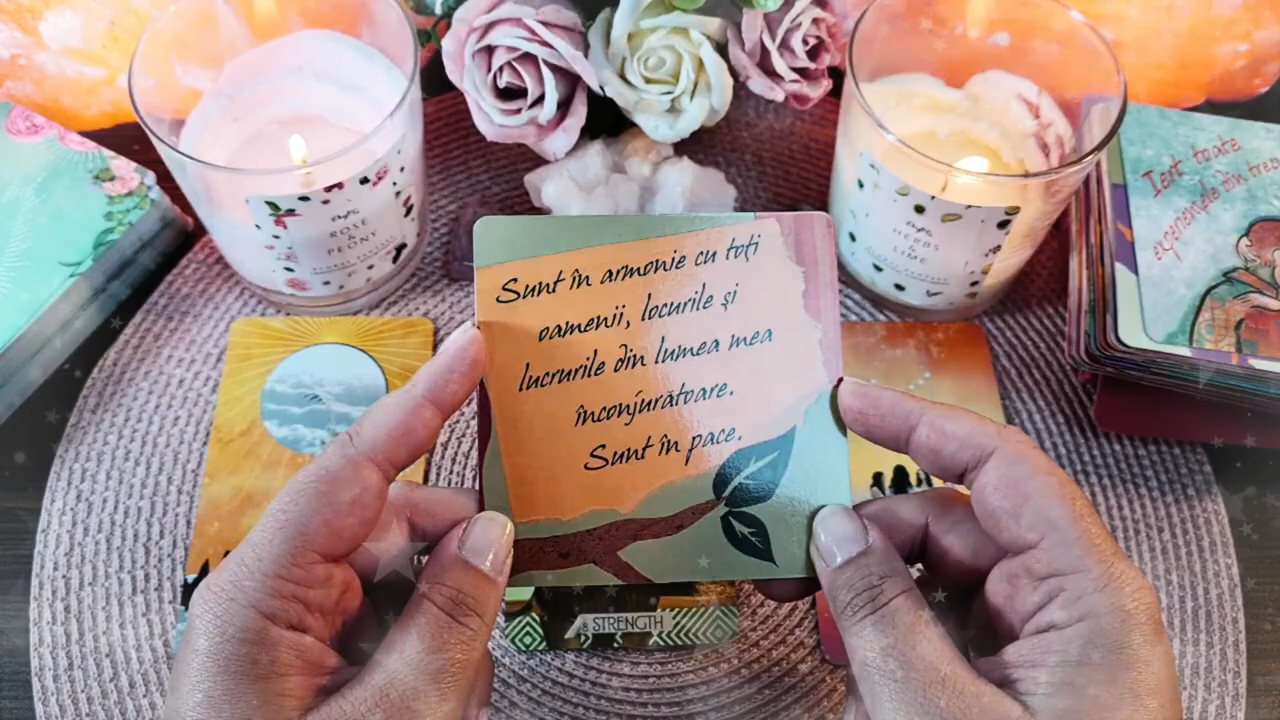 Sunt în armonie cu toți
oamenii, locurile și
lucrurile din lumea mea
înconjurătoare.
Sunt în pace.
ROSE
&
PEONY
HERBS
&
LIME
Iert toate
experiențele din
8 STRENGTH